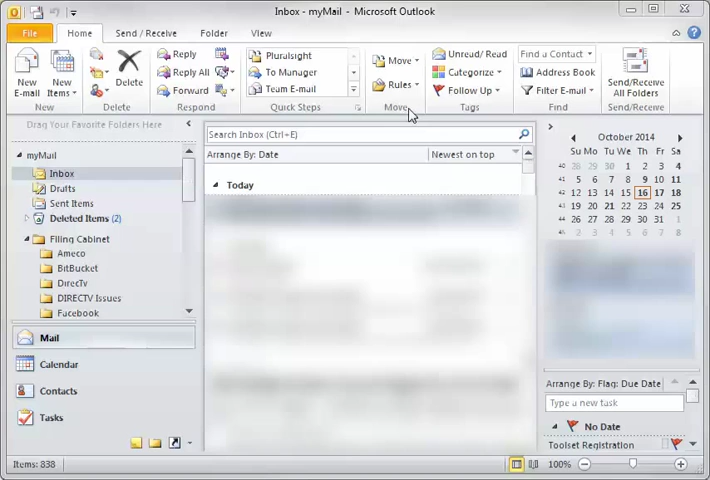 Inbox - myMail - Microsoft Outlook
File Home Send / Receive Folder View
New E-mail
New Items
Delete
Reply
Reply All
Forward
Pluralsight
To Manager
Team E-mail
Move
Rules
Unread/ Read
Categorize
Follow Up
Find a Contact
Address Book
Filter E-mail
Send/Receive All Folders
New Delete Respond Quick Steps Move Tags Find Send/Receive
Drag Your Favorite Folders Here
myMail
Inbox
Drafts
Sent Items
Deleted Items (2)
Filing Cabinet
Ameco
BitBucket
DirecTv
DIRECTV Issues
Facebook
Mail
Calendar
Contacts
Tasks
Search Inbox (Ctrl+E)
Arrange By: Date Newest on top
Today
October 2014
Su Mo Tu We Th Fr Sa
40 28 29 30 1 2 3 4
41 5 6 7 8 9 10 11
42 12 13 14 15 16 17 18
43 19 20 21 22 23 24 25
44 26 27 28 29 30 31 1
45 2 3 4 5 6 7 8
Arrange By: Flag: Due Date
Type a new task
No Date
Toolset Registration
Items: 838
100%